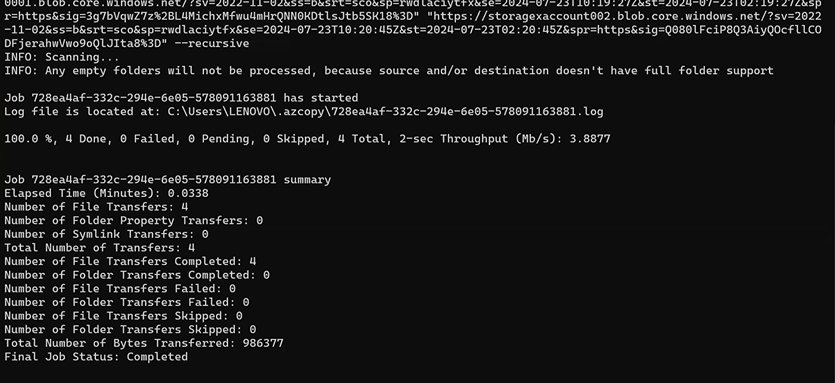 0001.blob.core.windows.net/?sv=2022-11-02&ss=b&srt=sco&sp=rwdlaciytfx&se=2024-07-23T10:19:27Z&st=2024-07-23T02:19:27Z&sp
r=https&sig=3g7bVqwZ7z%2BL4MichxMfwu4mHrQNN0KDtlsJtb5SK18%3D" "https://storagexaccount002.blob.core.windows.net/?sv=2022
-11-02&ss=b&srt=sco&sp=rwdlaciytfx&se=2024-07-23T10:20:45Z&st=2024-07-23T02:20:45Z&spr=https&sig=Q080lFciP8Q3AiyQOcfllCO
DFjerahwVwo9oQlJIta8%3D" --recursive
INFO: Scanning...
INFO: Any empty folders will not be processed, because source and/or destination doesn't have full folder support
Job 728ea4af-332c-294e-6e05-578091163881 has started
Log file is located at: C:\Users\LENOVO\.azcopy\728ea4af-332c-294e-6e05-578091163881.log
100.0 %, 4 Done, 0 Failed, 0 Pending, 0 Skipped, 4 Total, 2-sec Throughput (Mb/s): 3.8877
Job 728ea4af-332c-294e-6e05-578091163881 summary
Elapsed Time (Minutes): 0.0338
Number of File Transfers: 4
Number of Folder Property Transfers: 0
Number of Symlink Transfers: 0
Total Number of Transfers: 4
Number of File Transfers Completed: 4
Number of Folder Transfers Completed: 0
Number of File Transfers Failed: 0
Number of Folder Transfers Failed: 0
Number of File Transfers Skipped: 0
Number of Folder Transfers Skipped: 0
Total Number of Bytes Transferred: 986377
Final Job Status: Completed